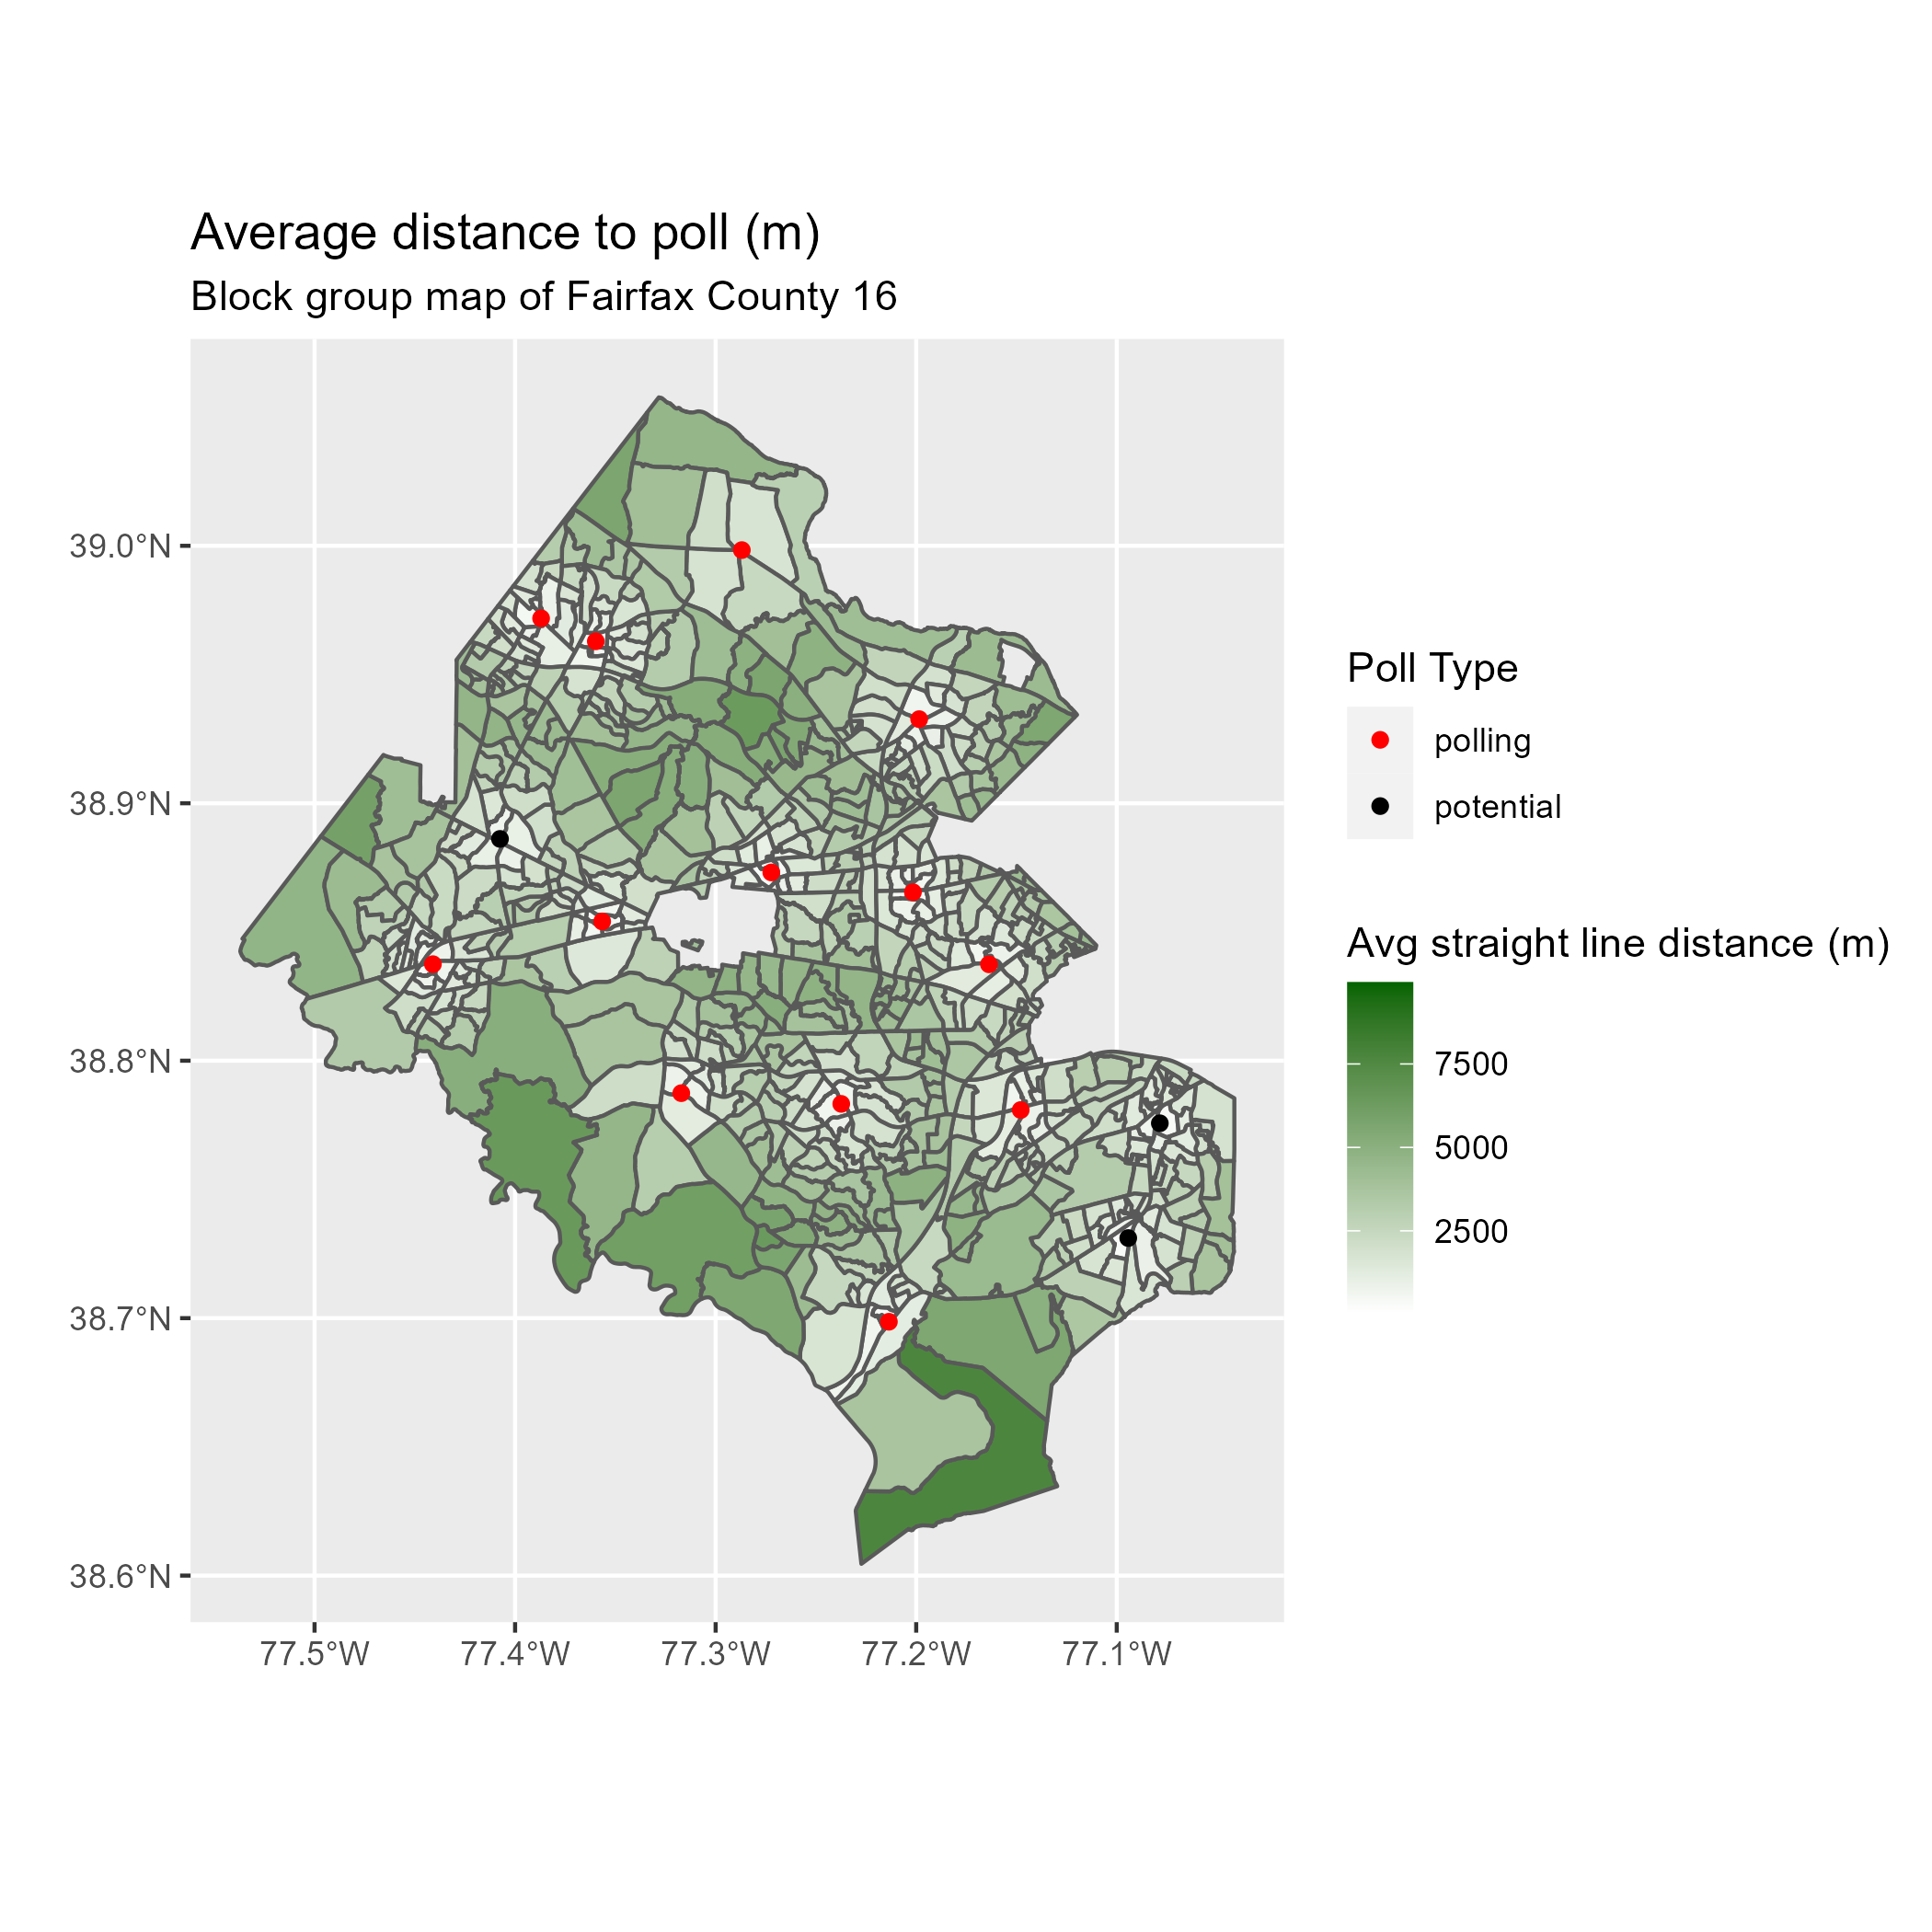 Average distance to poll (m)
Block group map of Fairfax County 16
39.0°N
38.9°N
38.8°N
38.7°N
38.6°N
77.5°W
77.4°W
77.3°W
77.2°W
77.1°W
Poll Type
polling
potential
Avg straight line distance (m)
7500
5000
2500